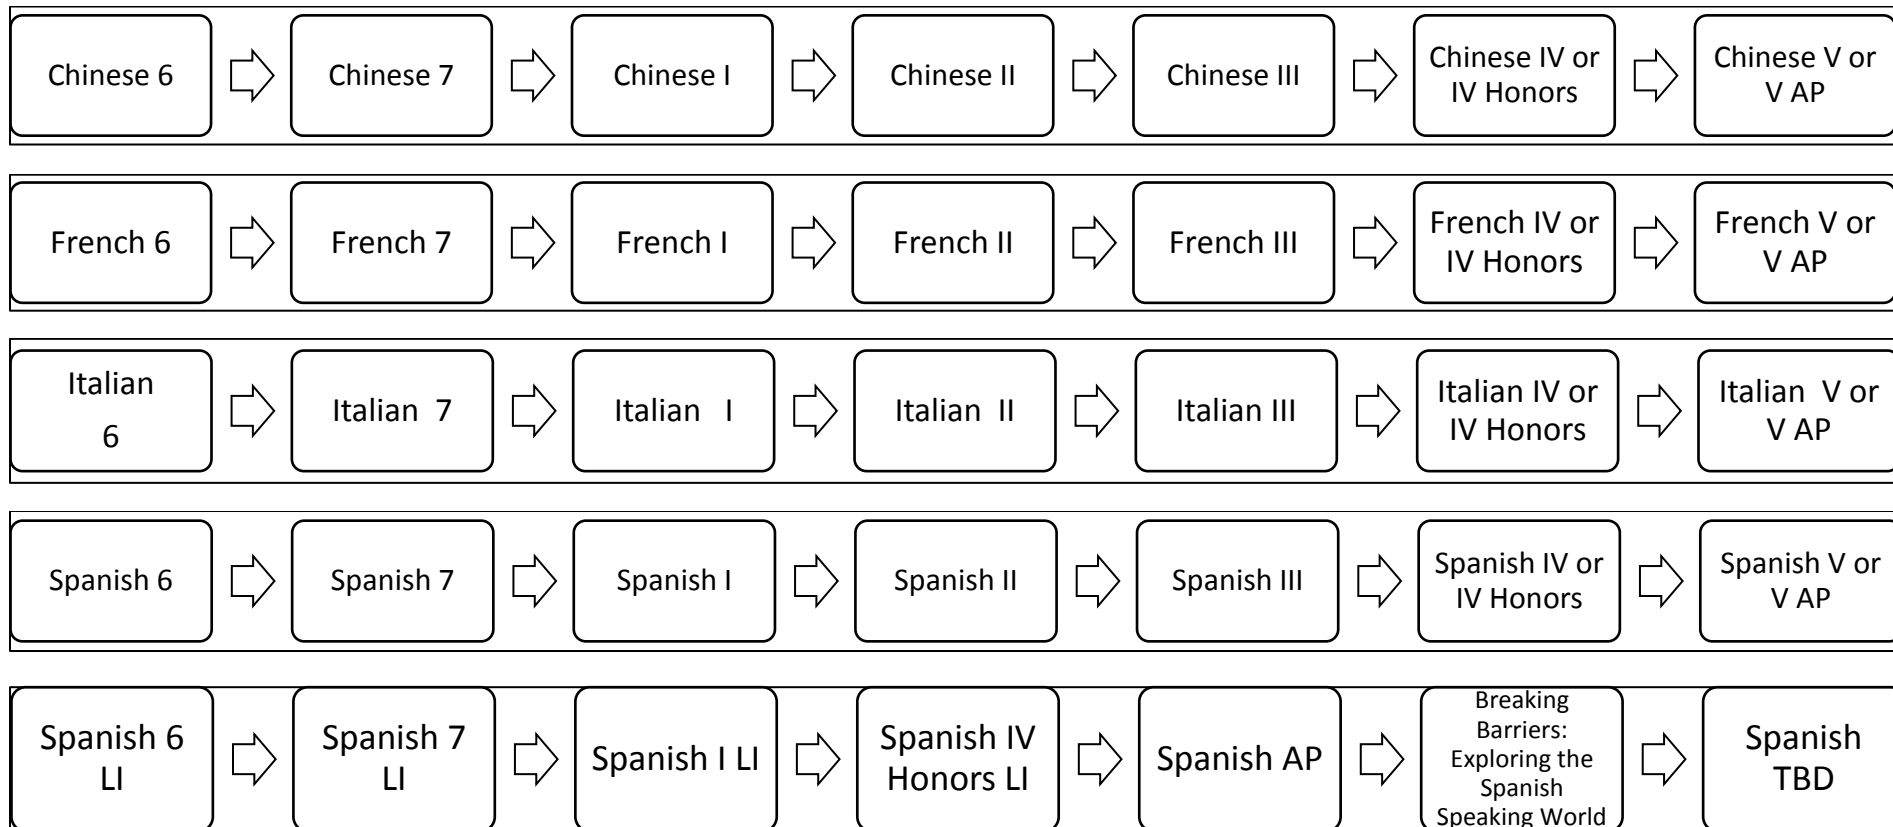 Chinese 6
Chinese 7
Chinese I
Chinese II
Chinese III
Chinese IV or
IV Honors
Chinese V or
V AP
French 6
French 7
French I
French II
French III
French IV or
IV Honors
French V or
V AP
Italian
6
Italian 7
Italian I
Italian II
Italian III
Italian IV or
IV Honors
Italian V or
V AP
Spanish 6
Spanish 7
Spanish I
Spanish II
Spanish III
Spanish IV or
IV Honors
Spanish V or
V AP
Spanish 6
LI
Spanish 7
LI
Spanish I LI
Spanish IV
Honors LI
Spanish AP
Breaking
Barriers:
Exploring the
Spanish
Speaking World
Spanish
TBD